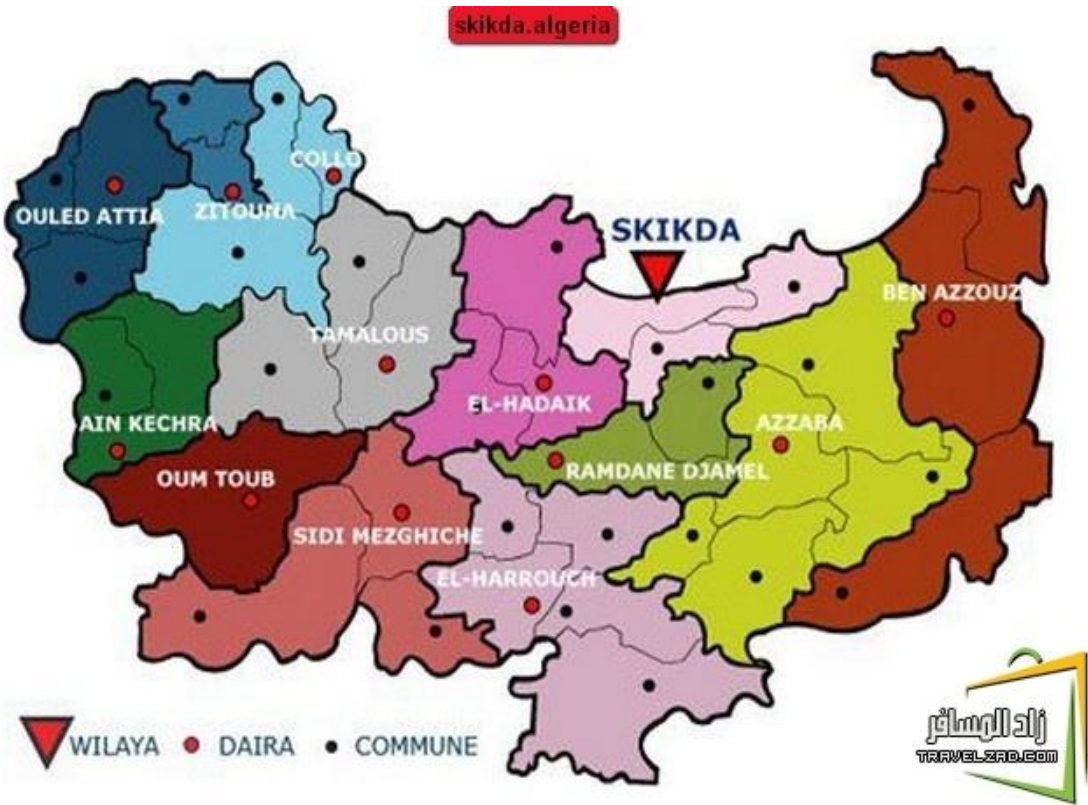 skikda.algeria
COLLO
OULED ATTIA
ZITOUNA
SKIKDA
BEN AZZOUZ
TAMALOUS
EL-HADAIK
AIN KECHRA
AZZABA
OUM TOUB
RAMDANE DJAMEL
SIDI MEZGHICHE
EL-HARROUCH
WILAYA
DAIRA
COMMUNE
زاد المسافر
TRAVELZAD.COM